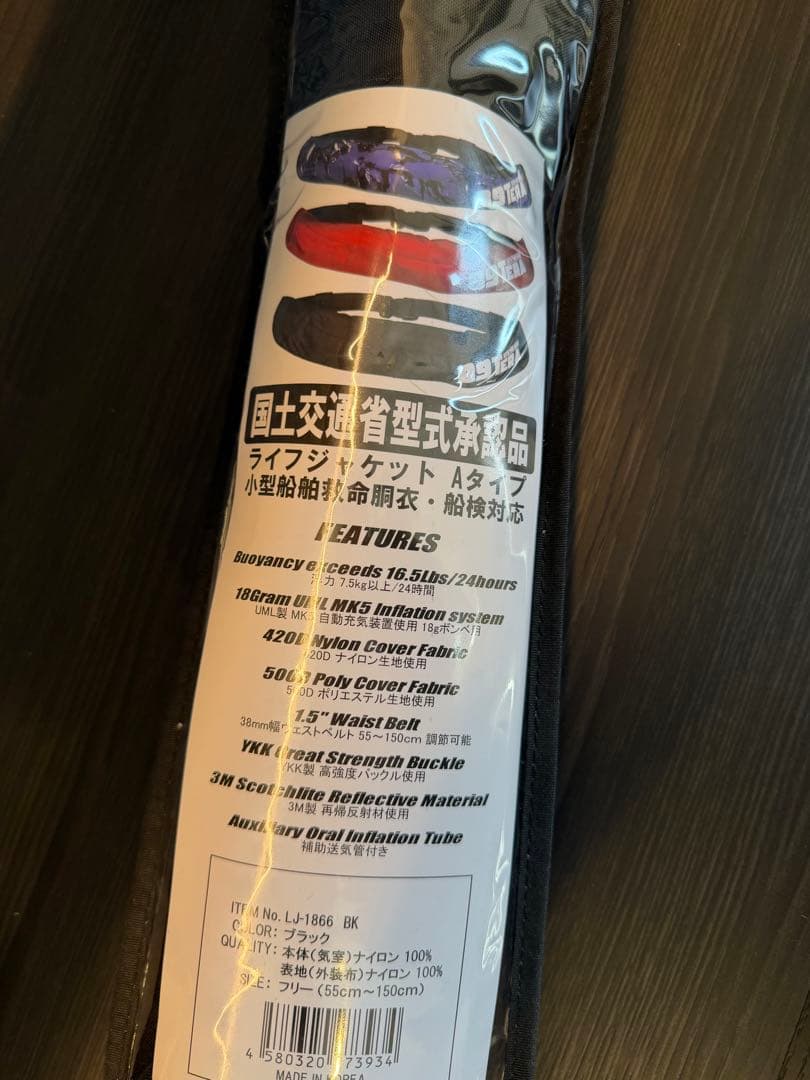 99TERA
99TERA
99TERA
国土交通省型式承認品
ライフジャケット Aタイプ
小型船舶救命胴衣・船検対応
FEATURES
Buoyancy exceeds 16.5Lbs/24hours
浮力 7.5kg以上/24時間
18Gram UML MK5 Inflation system
UML製 MK5 自動充気装置使用 18gボンベ用
420D Nylon Cover Fabric
420D ナイロン生地使用
500D Poly Cover Fabric
500D ポリエステル生地使用
1.5" Waist Belt
38mm幅ウェストベルト 55～150cm 調節可能
YKK Great Strength Buckle
YKK製 高強度バックル使用
3M Scotchlite Reflective Material
3M製 再帰反射材使用
Auxiliary Oral Inflation Tube
補助送気管付き
ITEM No. LJ-1866 BK
COLOR: ブラック
QUALITY: 本体(気室)ナイロン 100%
表地(外装布)ナイロン 100%
SIZE: フリー (55cm～150cm)
4 580320 73934
MADE IN KOREA